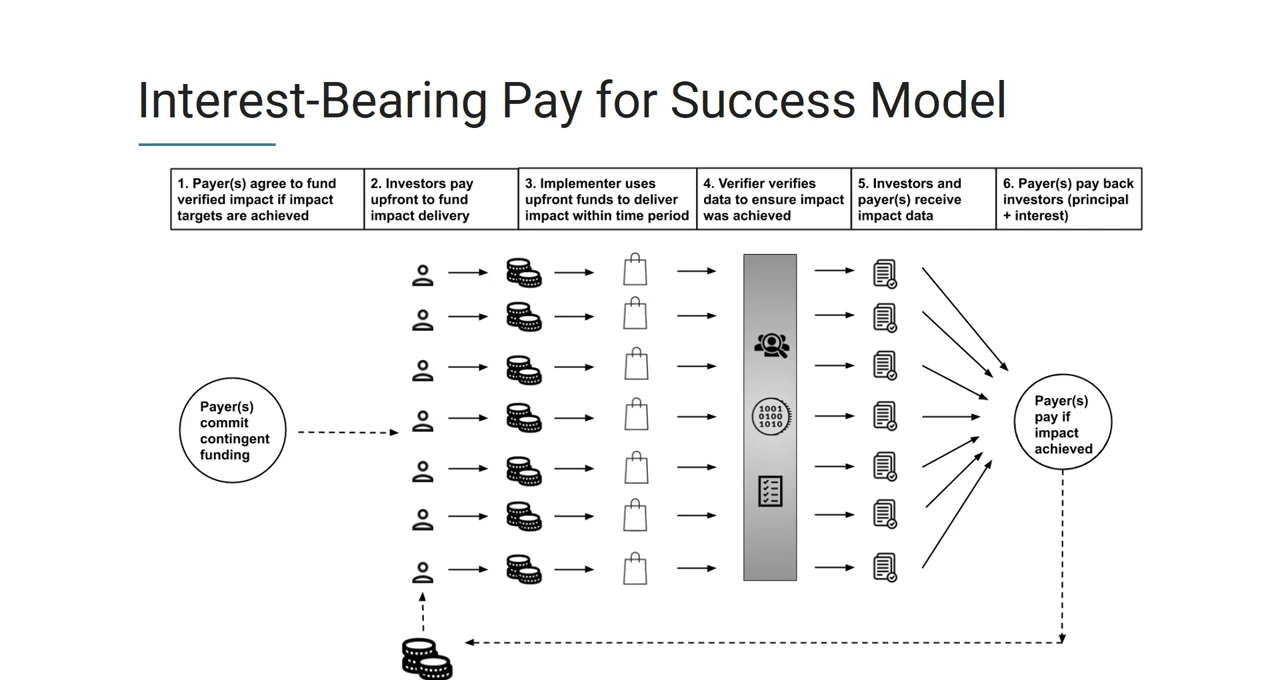 Interest-Bearing Pay for Success Model
1. Payer(s) agree to fund
verified impact if impact
targets are achieved
2. Investors pay
upfront to fund
impact delivery
3. Implementer uses
upfront funds to deliver
impact within time period
4. Verifier verifies
data to ensure impact
was achieved
5. Investors and
payer(s) receive
impact data
6. Payer(s) pay back
investors (principal
+ interest)
Payer(s)
commit
contingent
funding
1001
0100
1010
Payer(s)
pay if
impact
achieved